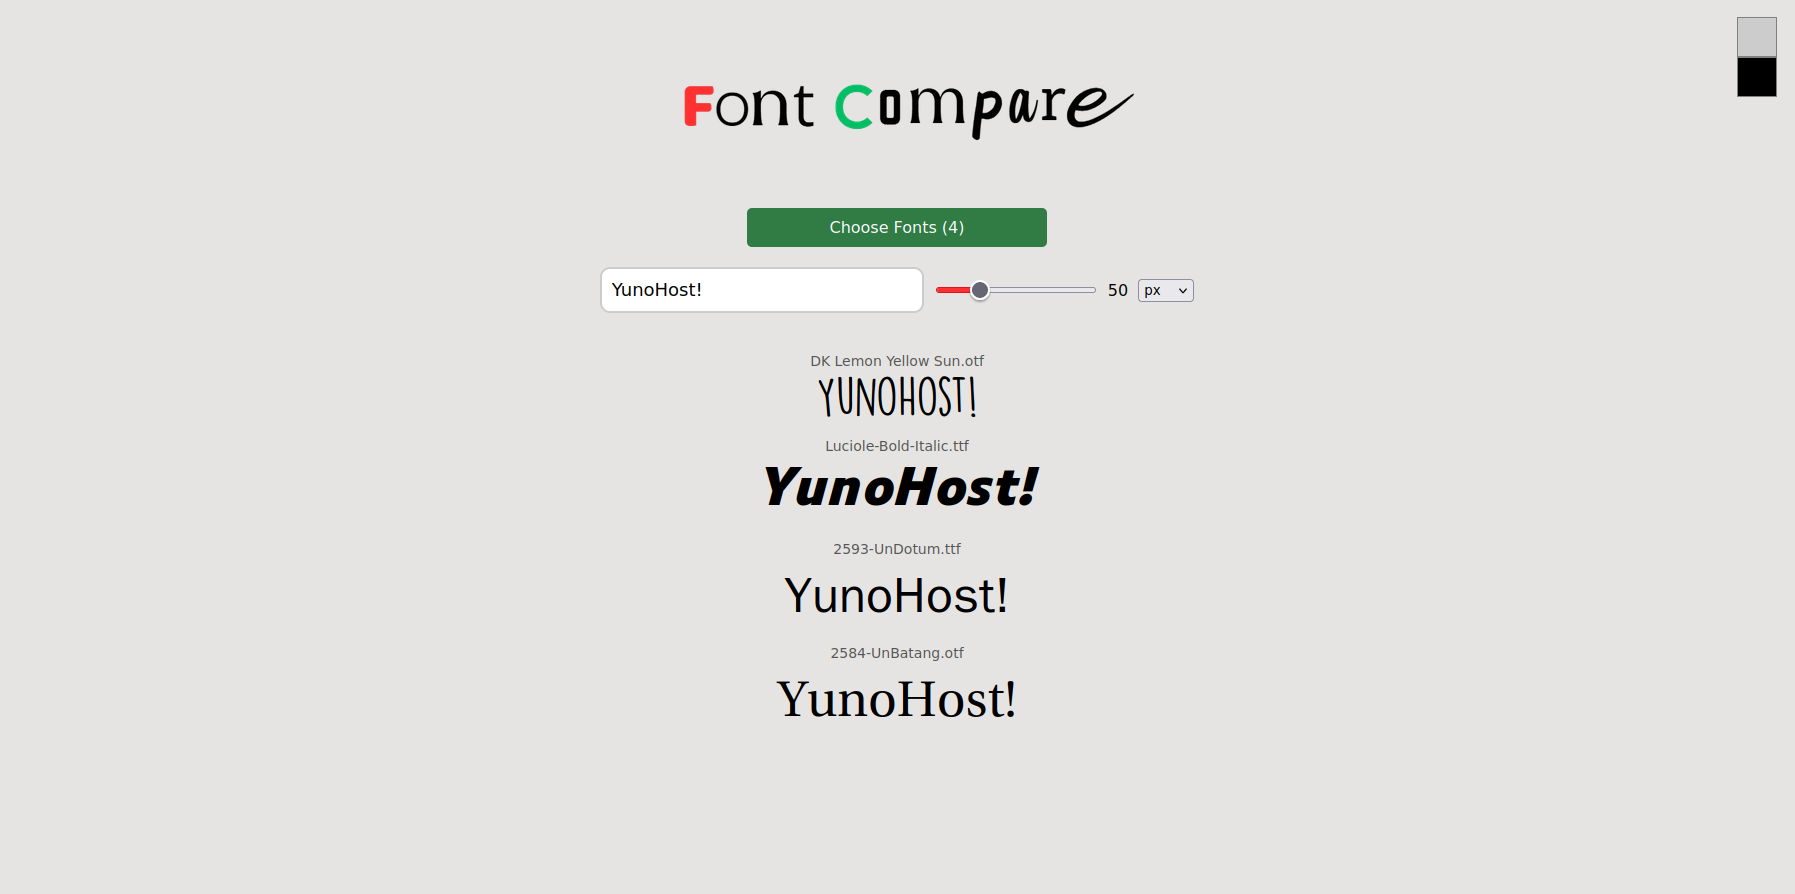 Font Compare
Choose Fonts (4)
YunoHost! 50 px
DK Lemon Yellow Sun.otf
YUNOHOST!
Luciole-Bold-Italic.ttf
YunoHost!
2593-UnDotum.ttf
YunoHost!
2584-UnBatang.otf
YunoHost!